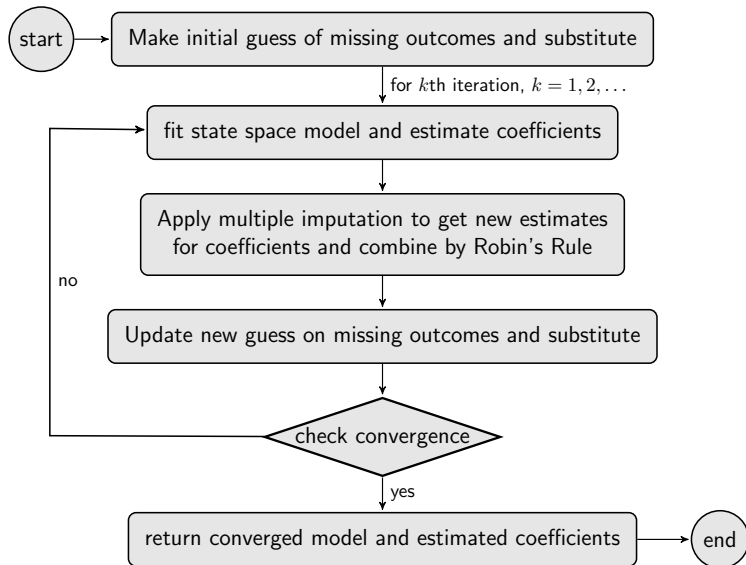 start
Make initial guess of missing outcomes and substitute
for kth iteration, k = 1, 2, . . .
fit state space model and estimate coefficients
Apply multiple imputation to get new estimates
for coefficients and combine by Robin's Rule
no
Update new guess on missing outcomes and substitute
check convergence
yes
return converged model and estimated coefficients
end